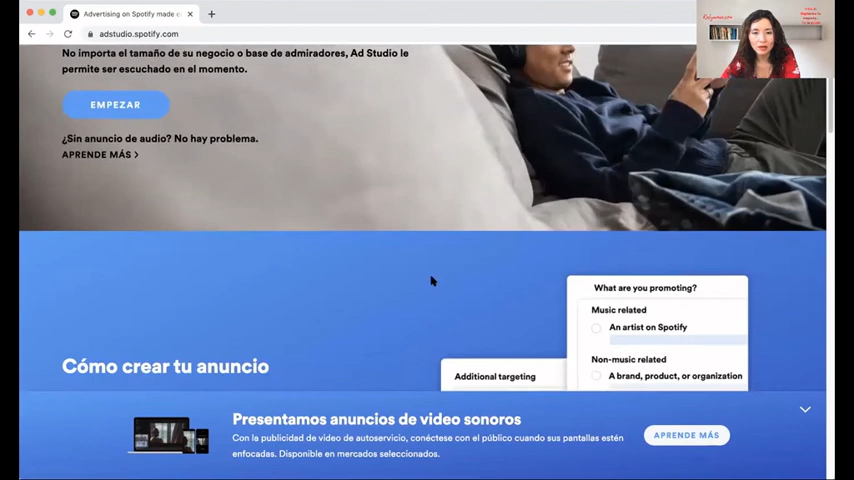 Advertising on Spotify made e
adstudio.spotify.com
No importa el tamaño de su negocio o base de admiradores, Ad Studio le
permite ser escuchado en el momento.
EMPEZAR
¿Sin anuncio de audio? No hay problema.
APRENDE MÁS >
What are you promoting?
Music related
An artist on Spotify
Non-music related
A brand, product, or organization
Cómo crear tu anuncio
Additional targeting
Presentamos anuncios de video sonoros
Con la publicidad de video de autoservicio, conéctese con el público cuando sus pantallas estén
enfocadas. Disponible en mercados seleccionados.
APRENDE MÁS